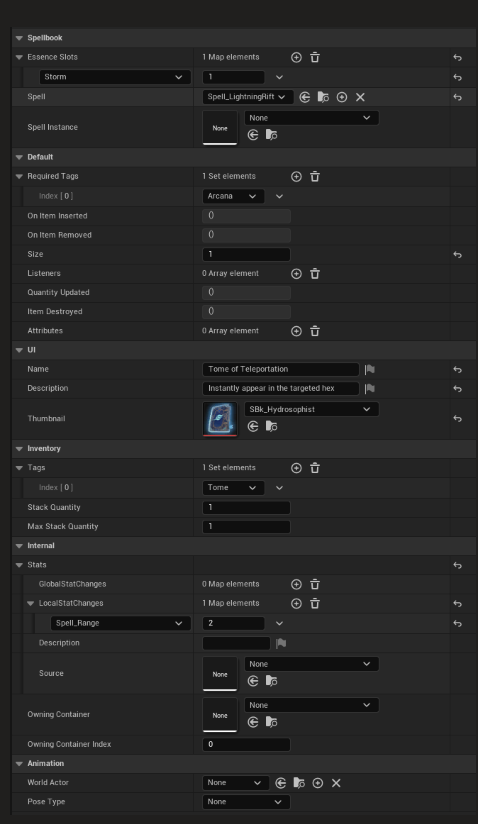 Spellbook
Essence Slots 1 Map elements
Storm 1
Spell Spell_LightningRift
Spell Instance None None
Default
Required Tags 1 Set elements
Index [ 0 ] Arcana
On Item Inserted ()
On Item Removed ()
Size 1
Listeners 0 Array element
Quantity Updated ()
Item Destroyed ()
Attributes 0 Array element
UI
Name Tome of Teleportation
Description Instantly appear in the targeted hex
Thumbnail SBk_Hydrosophist
Inventory
Tags 1 Set elements
Index [ 0 ] Tome
Stack Quantity 1
Max Stack Quantity 1
Internal
Stats
GlobalStatChanges 0 Map elements
LocalStatChanges 1 Map elements
Spell_Range 2
Description
Source None None
Owning Container None None
Owning Container Index 0
Animation
World Actor None
Pose Type None